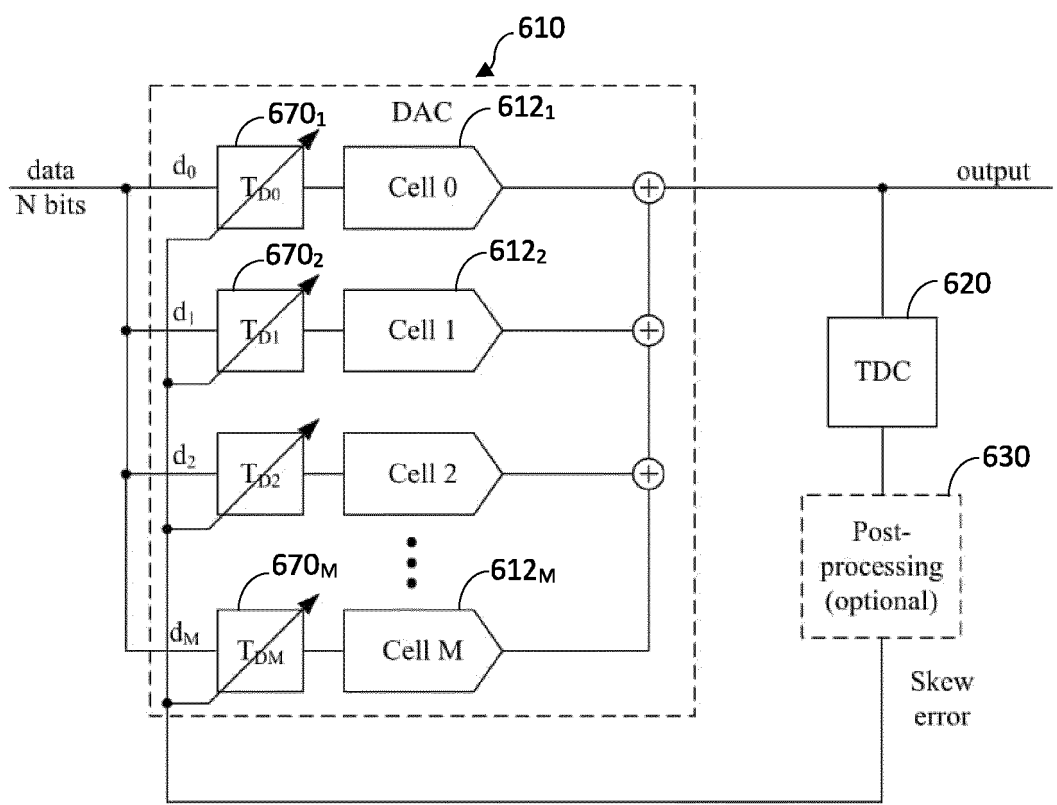 610
DAC
670₁
612₁
data
N bits
d₀
T_D0
Cell 0
output
670₂
612₂
d₁
T_D1
Cell 1
620
TDC
d₂
T_D2
Cell 2
630
Post-
processing
(optional)
670_M
612_M
d_M
T_DM
Cell M
Skew
error